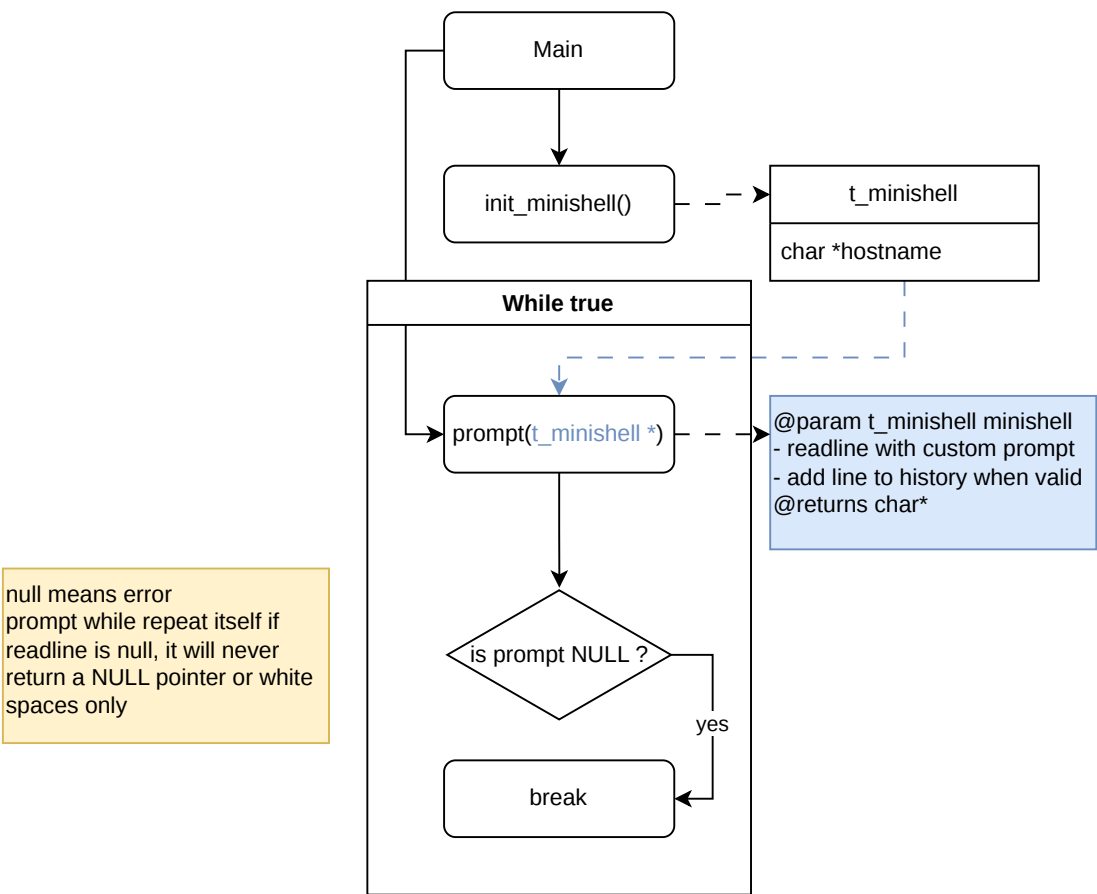 Main
init_minishell()
t_minishell
char *hostname
While true
prompt(t_minishell *)
@param t_minishell minishell
- readline with custom prompt
- add line to history when valid
@returns char*
null means error
prompt while repeat itself if
readline is null, it will never
return a NULL pointer or white
spaces only
is prompt NULL ?
yes
break